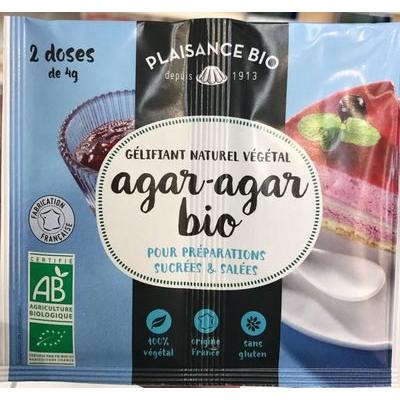 2 doses
de 4g
PLAISANCE BIO
depuis 1913
GÉLIFIANT NATUREL VÉGÉTAL
agar-agar
bio
POUR PRÉPARATIONS
SUCRÉES & SALÉES
FABRICATION
FRANÇAISE
CERTIFIÉ
AB
AGRICULTURE
BIOLOGIQUE
100%
végétal
origine
France
sans
gluten